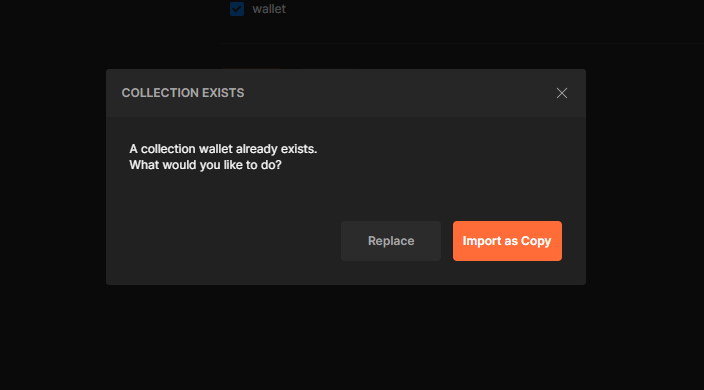 wallet
COLLECTION EXISTS
A collection wallet already exists.
What would you like to do?
Replace
Import as Copy